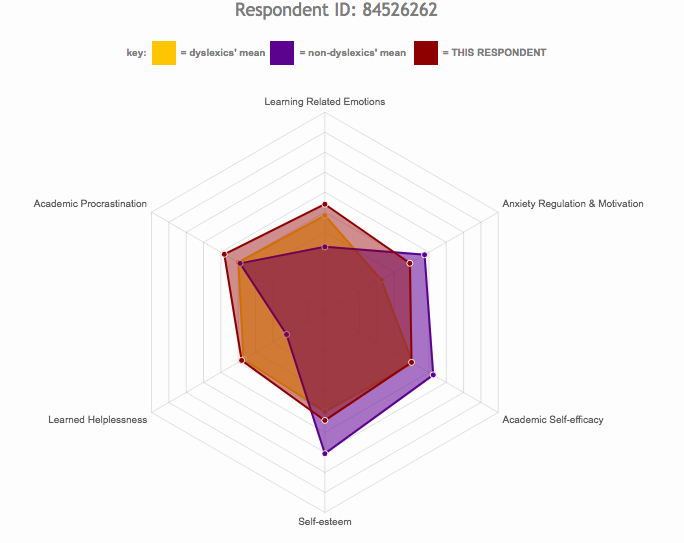 Respondent ID: 84526262
key: = dyslexics' mean = non-dyslexics' mean = THIS RESPONDENT
Learning Related Emotions
Academic Procrastination
Anxiety Regulation & Motivation
Learned Helplessness
Academic Self-efficacy
Self-esteem